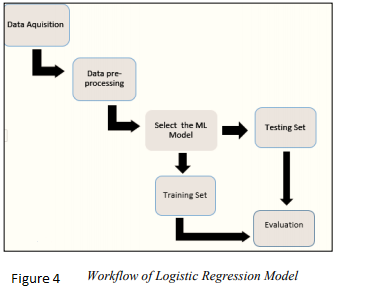 Data Aquisition
Data pre-
processing
Select the ML
Model
Testing Set
Training Set
Evaluation
Figure 4 Workflow of Logistic Regression Model